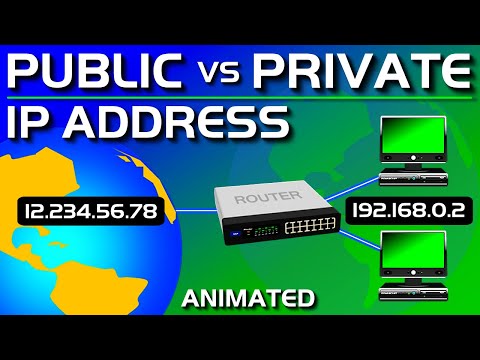 PUBLIC vs PRIVATE
IP ADDRESS
ROUTER
12.234.56.78
192.168.0.2
ANIMATED